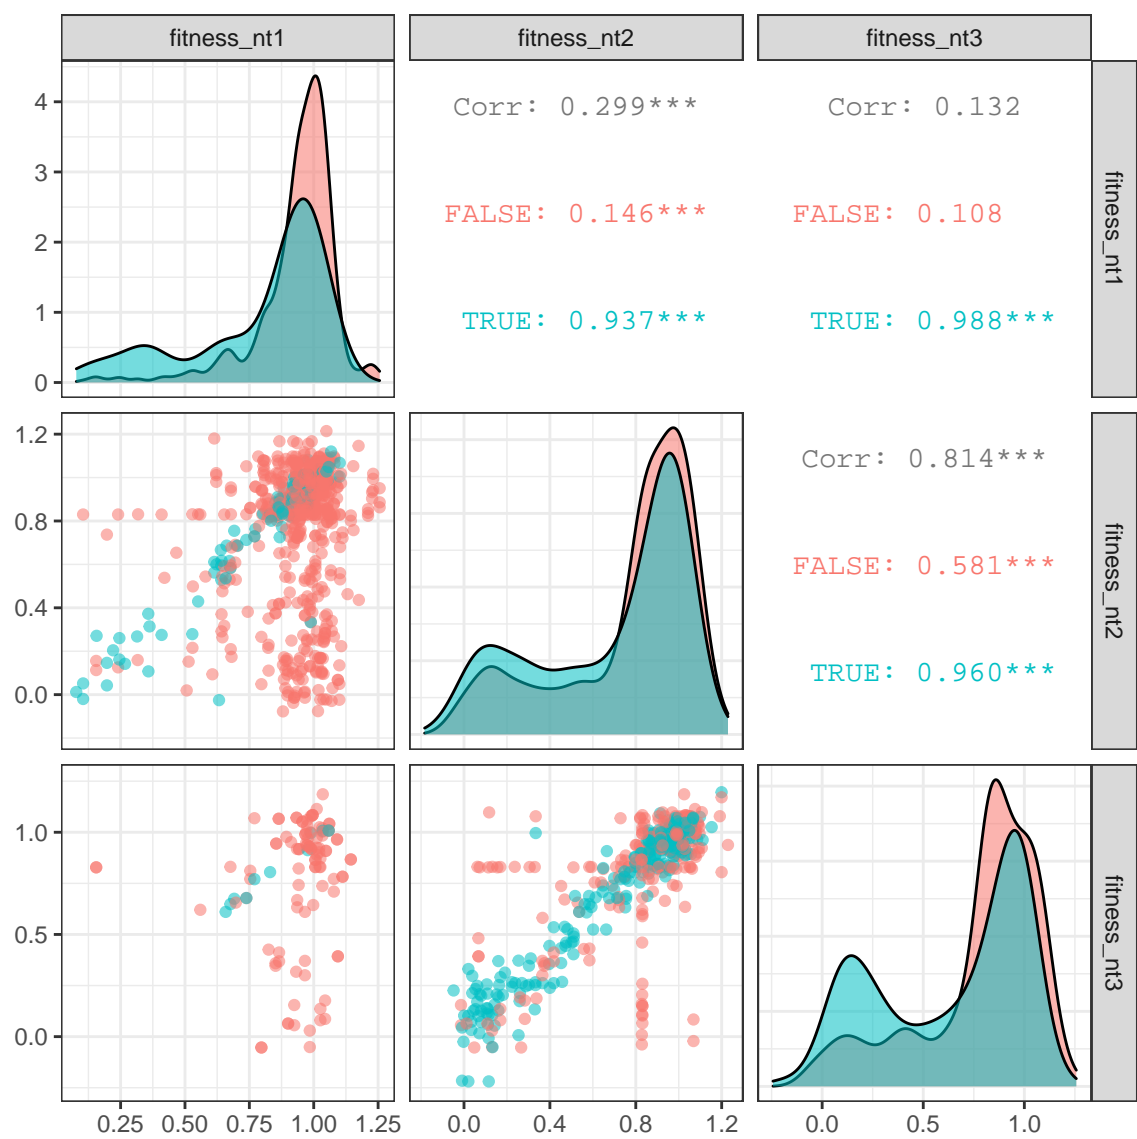 fitness_nt1 fitness_nt2 fitness_nt3
4
3
2
1
0
Corr: 0.299***
FALSE: 0.146***
TRUE: 0.937***
Corr: 0.132
FALSE: 0.108
TRUE: 0.988***
fitness_nt1
1.2
0.8
0.4
0.0
Corr: 0.814***
FALSE: 0.581***
TRUE: 0.960***
fitness_nt2
1.0
0.5
0.0
fitness_nt3
0.25 0.50 0.75 1.00 1.25 0.0 0.4 0.8 1.2 0.0 0.5 1.0